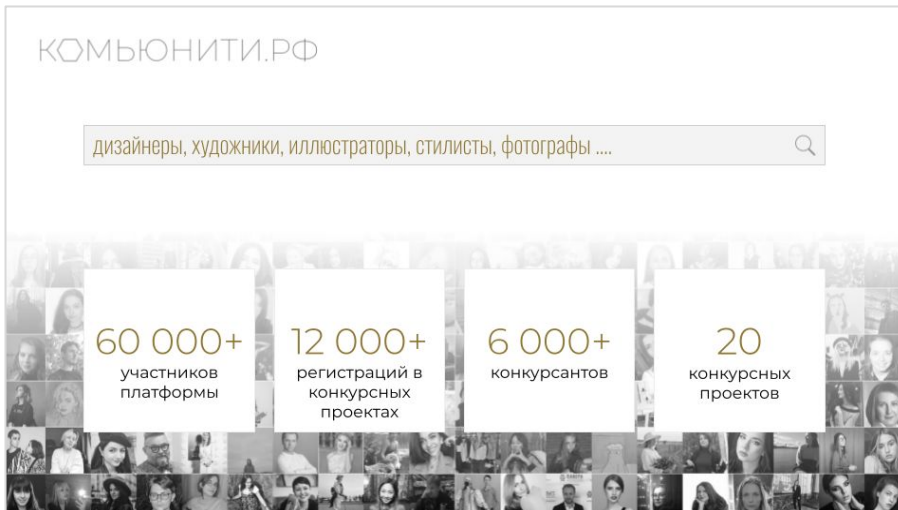 КОМЬЮНИТИ.РФ
дизайнеры, художники, иллюстраторы, стилисты, фотографы ....
60 000+
участников
платформы
12 000+
регистраций в
конкурсных
проектах
6 000+
конкурсантов
20
конкурсных
проектов